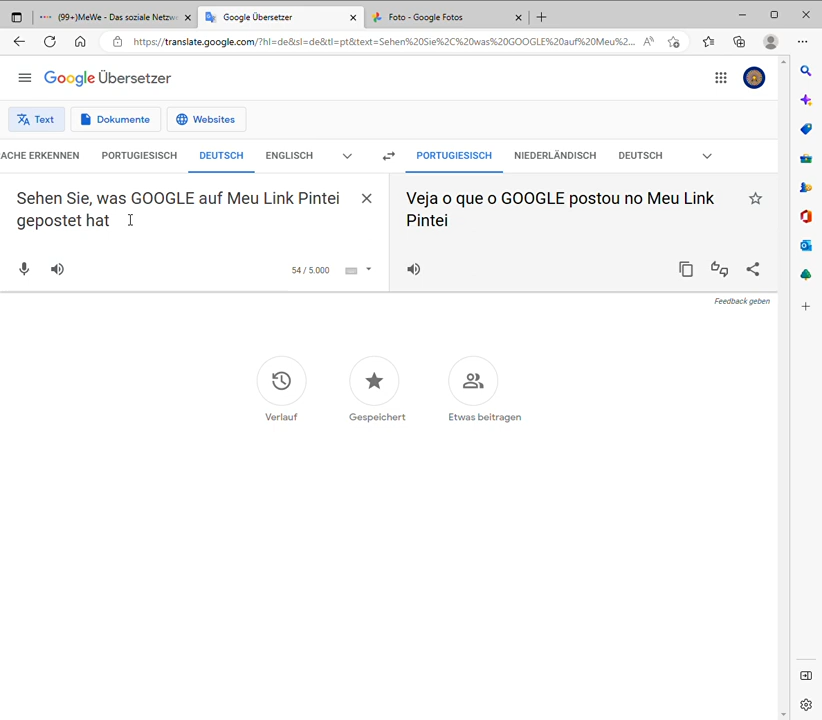 (99+)MeWe - Das soziale Netzwe
Google Übersetzer
Foto - Google Fotos
https://translate.google.com/?hl=de&sl=de&tl=pt&text=Sehen%20Sie%2C%20was%20GOOGLE%20auf%20Meu%2...
Google Übersetzer
Text
Dokumente
Websites
ACHE ERKENNEN
PORTUGIESISCH
DEUTSCH
ENGLISCH
PORTUGIESISCH
NIEDERLÄNDISCH
DEUTSCH
Sehen Sie, was GOOGLE auf Meu Link Pintei
gepostet hat
54 / 5.000
Veja o que o GOOGLE postou no Meu Link
Pintei
Feedback geben
Verlauf
Gespeichert
Etwas beitragen